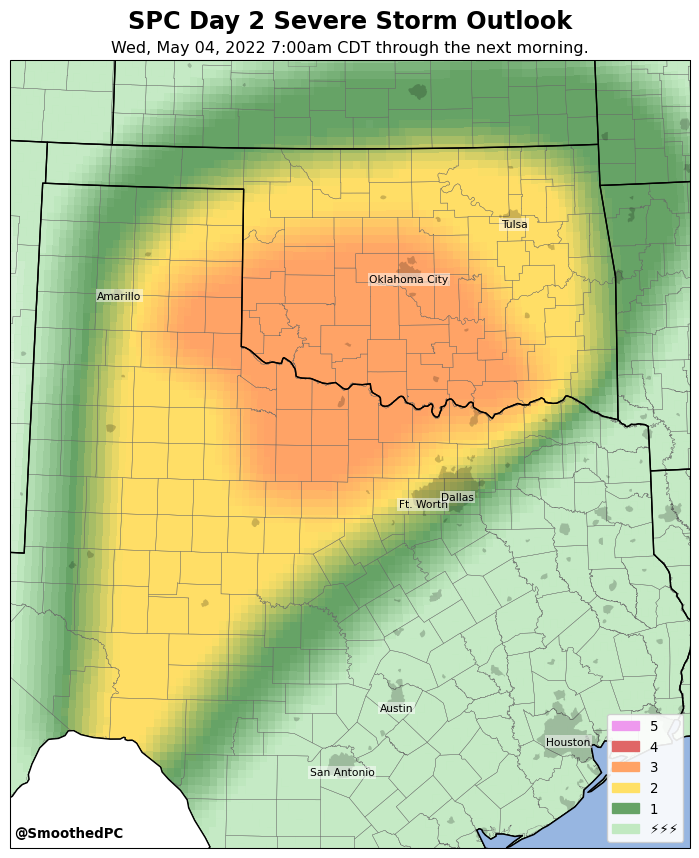 SPC Day 2 Severe Storm Outlook
Wed, May 04, 2022 7:00am CDT through the next morning.
Tulsa
Oklahoma City
Amarillo
Dallas
Ft. Worth
Austin
Houston
San Antonio
5
4
3
2
1
⚡⚡⚡
@SmoothedPC